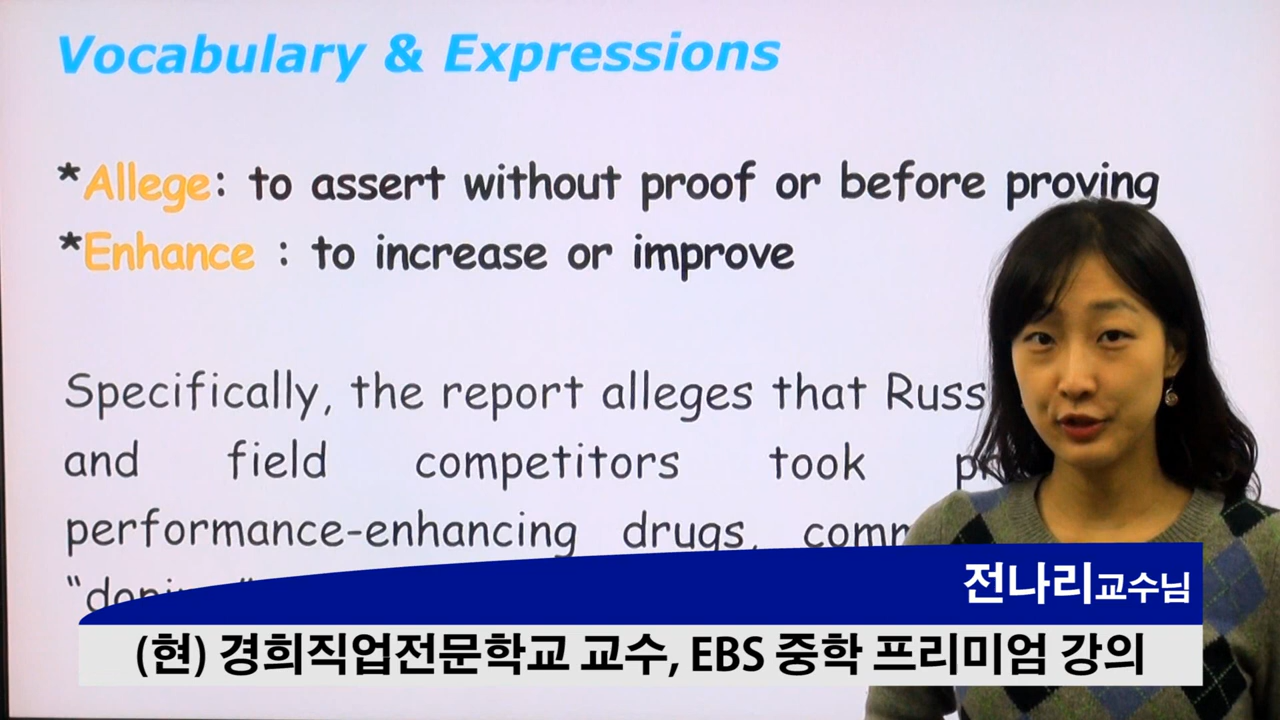 Vocabulary & Expressions
*Allege: to assert without proof or before proving
*Enhance : to increase or improve
Specifically, the report alleges that
and field competitors took
performance-enhancing drugs,
전나리교수님
(현) 경희직업전문학교 교수, EBS 중학 프리미엄 강의